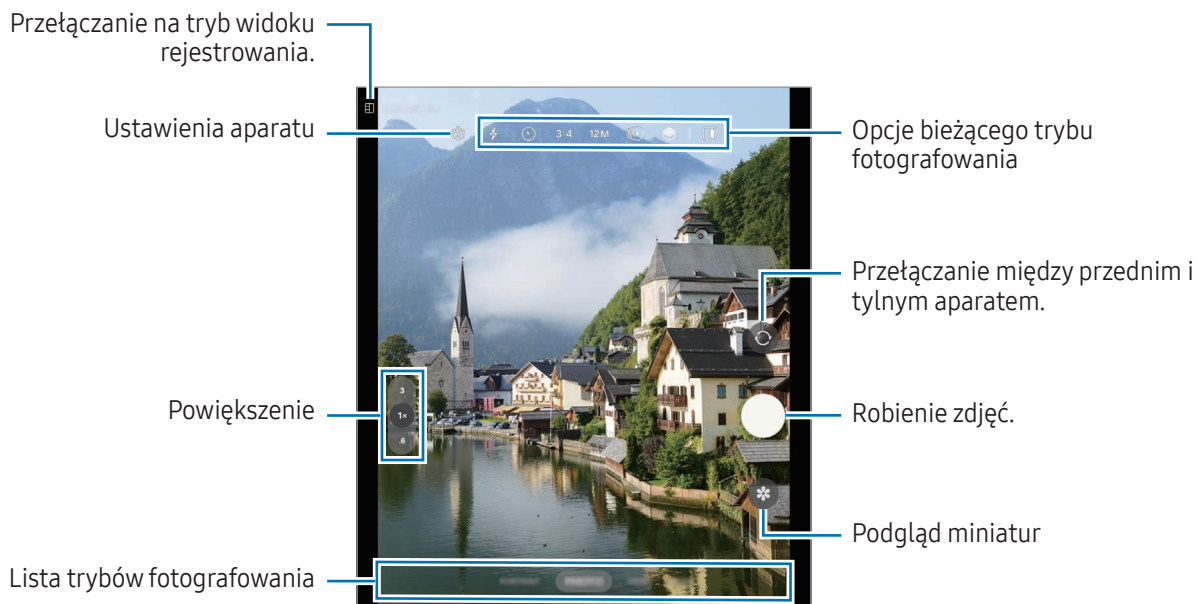 Przełączanie na tryb widoku
rejestrowania.
Ustawienia aparatu
3:4
12M
Opcje bieżącego trybu
fotografowania
Przełączanie między przednim i
tylnym aparatem.
3
1×
.6
Powiększenie
Robienie zdjęć.
Podgląd miniatur
Lista trybów fotografowania